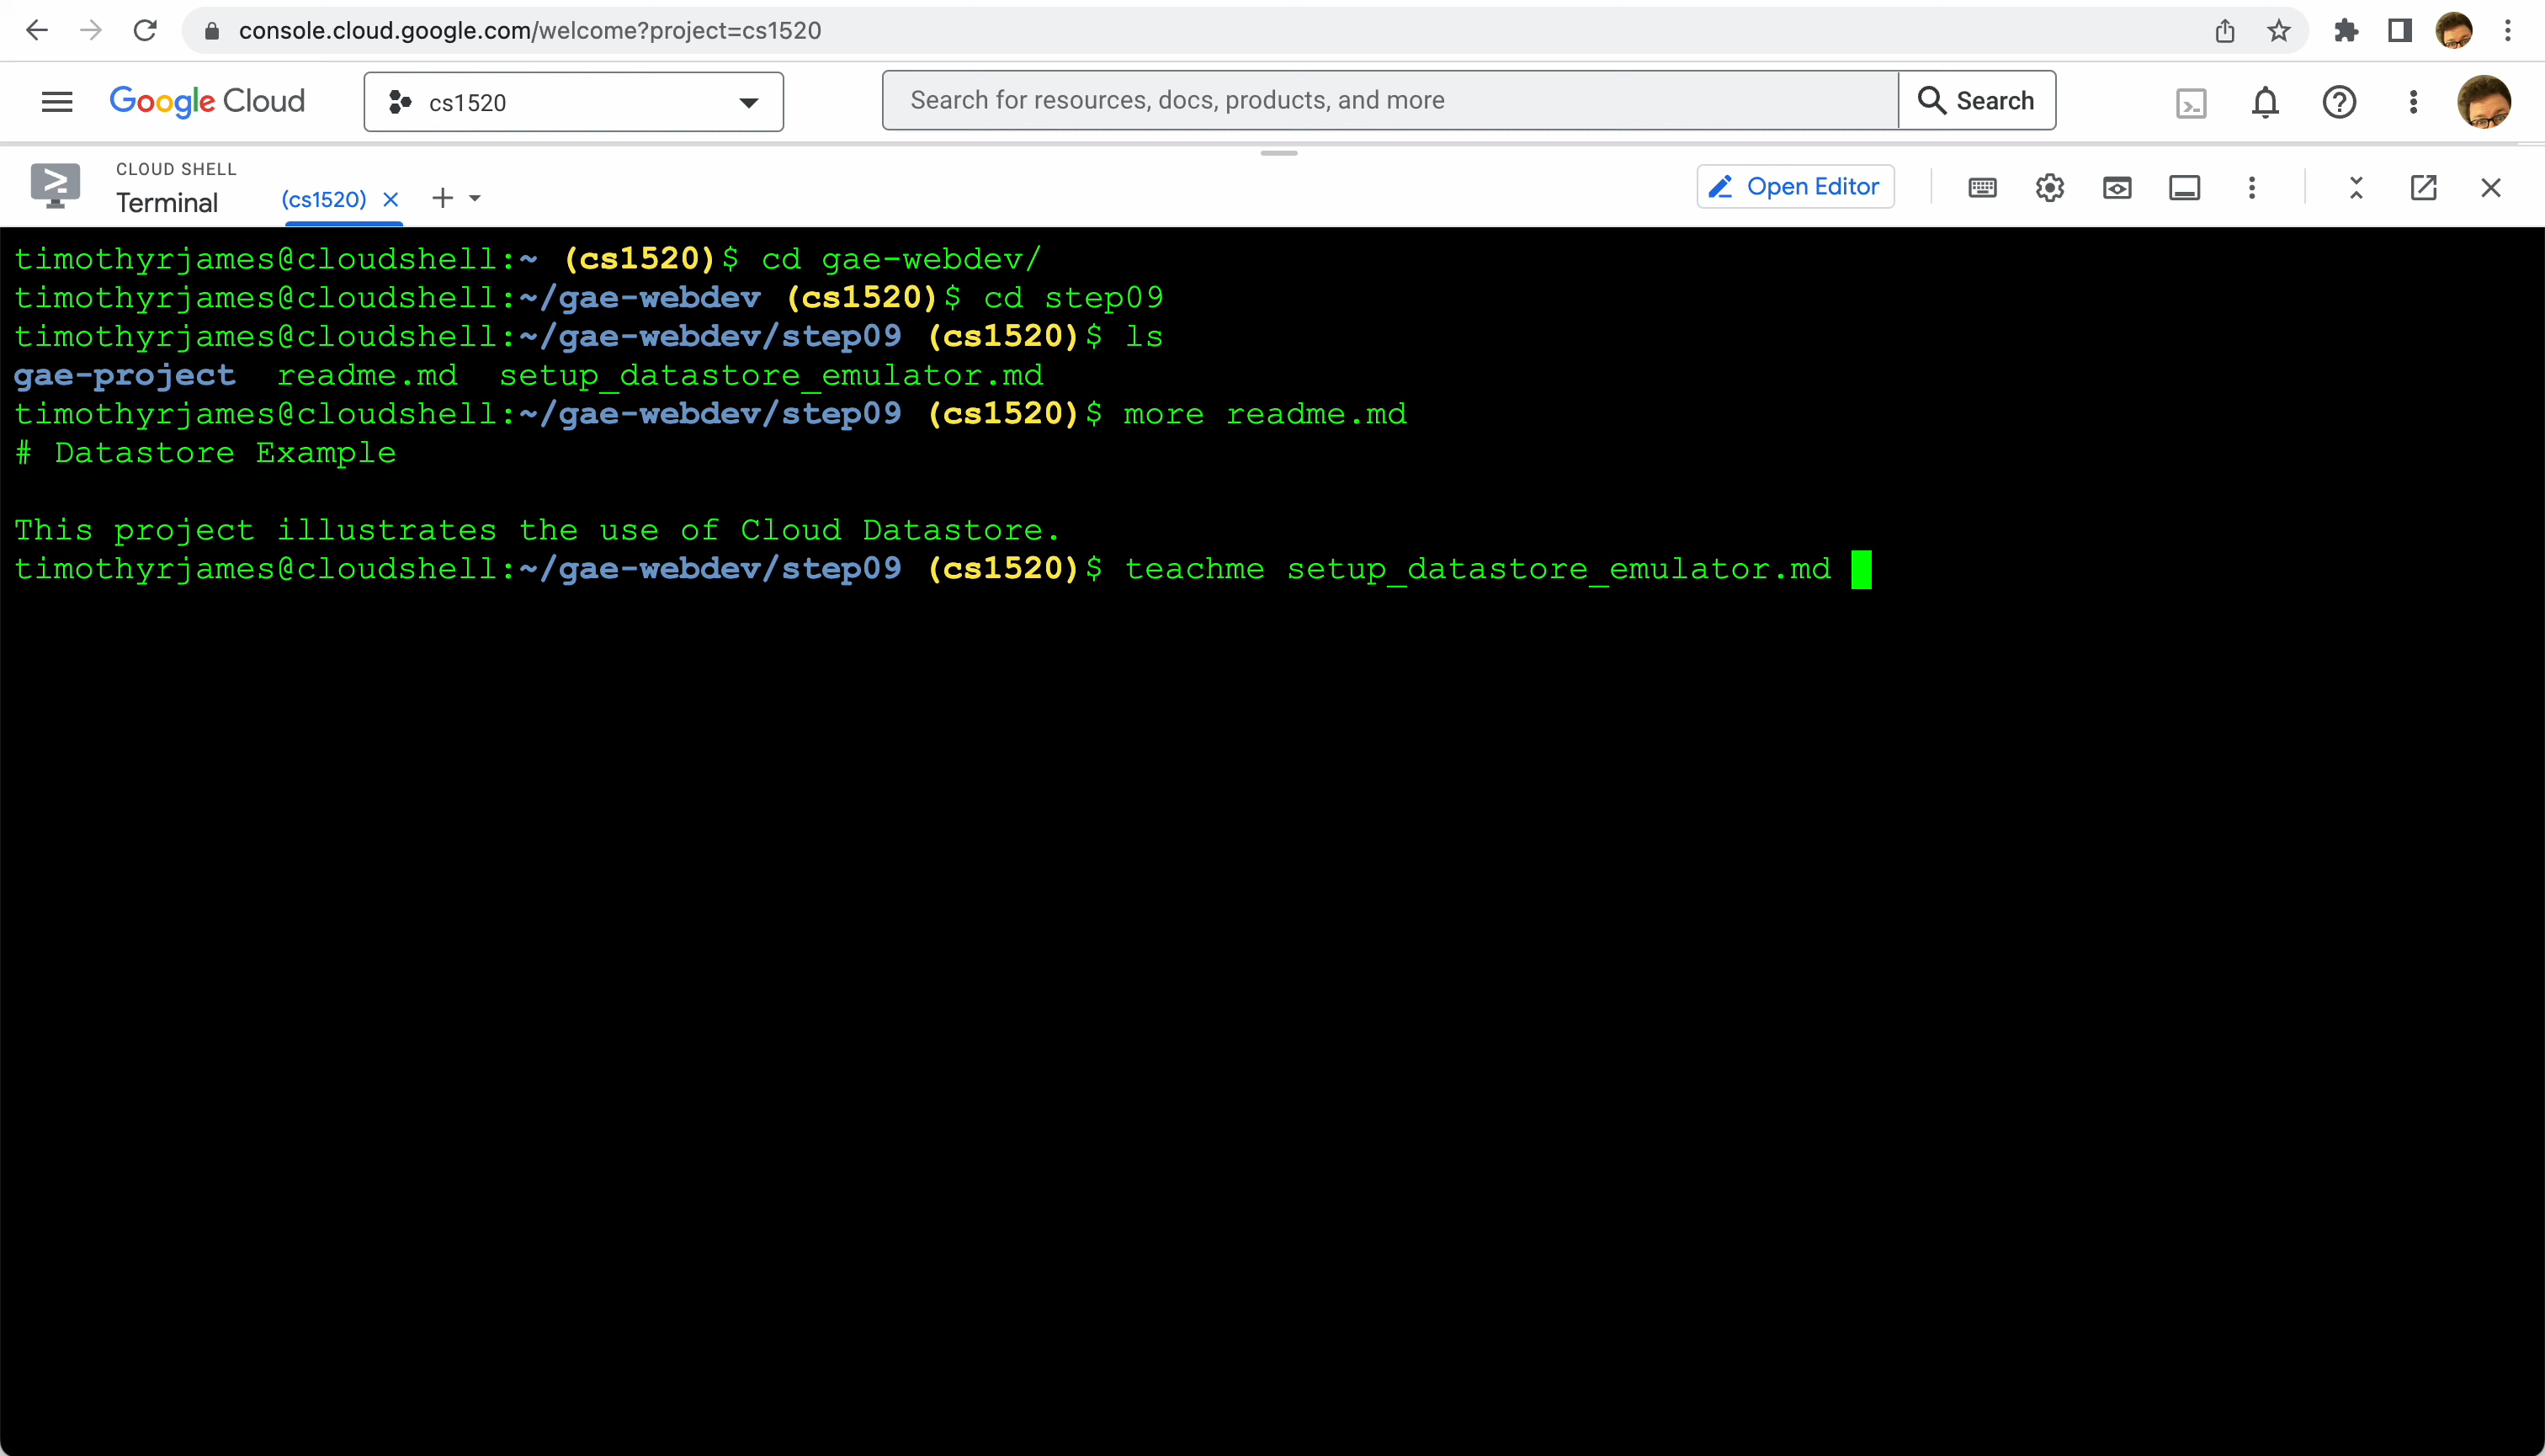 console.cloud.google.com/welcome?project=cs1520
Google Cloud
cs1520
Search for resources, docs, products, and more
Search
CLOUD SHELL
Terminal
(cs1520)
Open Editor
timothyrjames@cloudshell:~ (cs1520)$ cd gae-webdev/
timothyrjames@cloudshell:~/gae-webdev (cs1520)$ cd step09
timothyrjames@cloudshell:~/gae-webdev/step09 (cs1520)$ ls
gae-project  readme.md  setup_datastore_emulator.md
timothyrjames@cloudshell:~/gae-webdev/step09 (cs1520)$ more readme.md
# Datastore Example
This project illustrates the use of Cloud Datastore.
timothyrjames@cloudshell:~/gae-webdev/step09 (cs1520)$ teachme setup_datastore_emulator.md